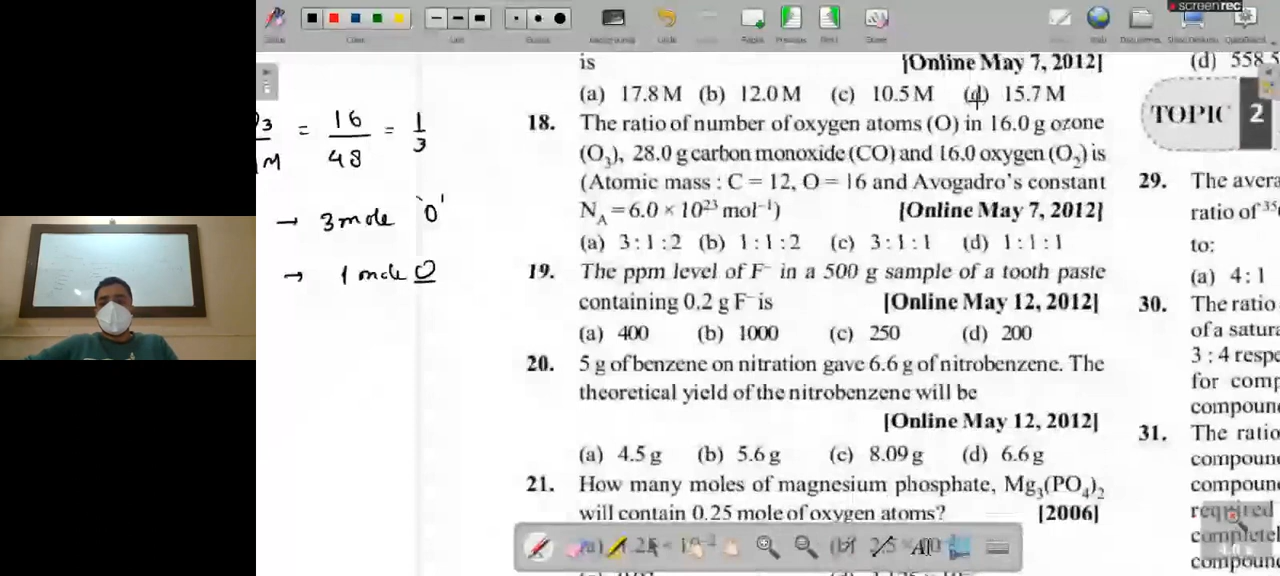 screenrec
is [Online May 7, 2012]
(a) 17.8 M (b) 12.0 M (c) 10.5 M (d) 15.7 M
18. The ratio of number of oxygen atoms (O) in 16.0 g ozone
(O₃), 28.0 g carbon monoxide (CO) and 16.0 oxygen (O₂) is
(Atomic mass : C = 12, O = 16 and Avogadro's constant
N_A = 6.0 × 10²³ mol⁻¹) [Online May 7, 2012]
(a) 3 : 1 : 2 (b) 1 : 1 : 2 (c) 3 : 1 : 1 (d) 1 : 1 : 1
19. The ppm level of F⁻ in a 500 g sample of a tooth paste
containing 0.2 g F⁻ is [Online May 12, 2012]
(a) 400 (b) 1000 (c) 250 (d) 200
20. 5 g of benzene on nitration gave 6.6 g of nitrobenzene. The
theoretical yield of the nitrobenzene will be
[Online May 12, 2012]
(a) 4.5 g (b) 5.6 g (c) 8.09 g (d) 6.6 g
21. How many moles of magnesium phosphate, Mg₃(PO₄)₂
will contain 0.25 mole of oxygen atoms? [2006]
= 16/48 = 1/3
→ 3 mole 'O'
→ 1 mole O
(d) 558.5
TOPIC 2
29. The avera
ratio of ³⁵
to:
(a) 4 : 1
30. The ratio
of a satura
3 : 4 respe
for comp
compound
31. The ratio
compound
compound
required
completel
compound